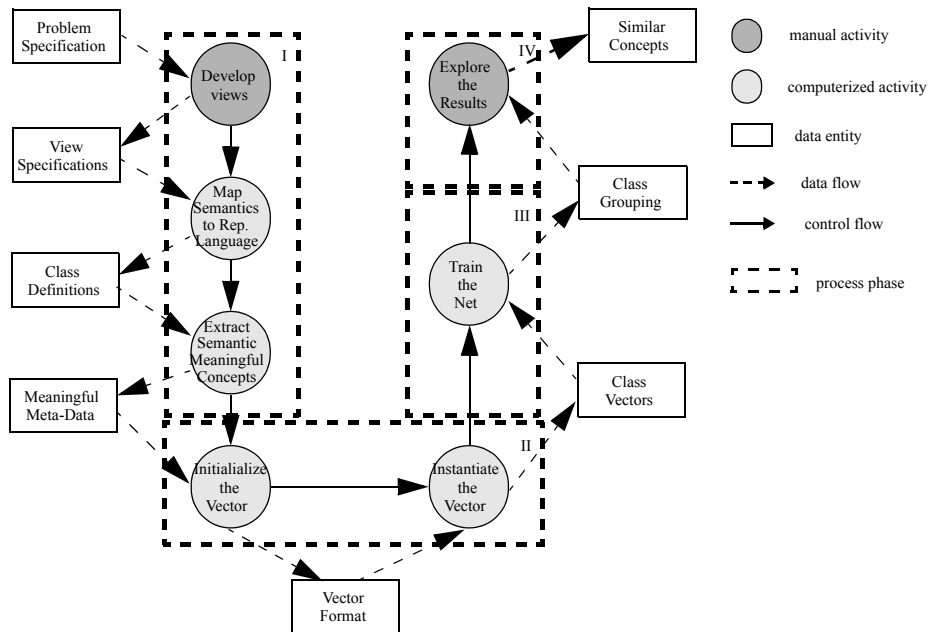 Problem
Specification
I
Develop
views
View
Specifications
Map
Semantics
to Rep.
Language
Class
Definitions
Extract
Semantic
Meaningful
Concepts
Meaningful
Meta-Data
Initialialize
the
Vector
Vector
Format
Instantiate
the
Vector
II
Class
Vectors
Train
the
Net
III
Class
Grouping
Explore
the
Results
IV
Similar
Concepts
manual activity
computerized activity
data entity
data flow
control flow
process phase